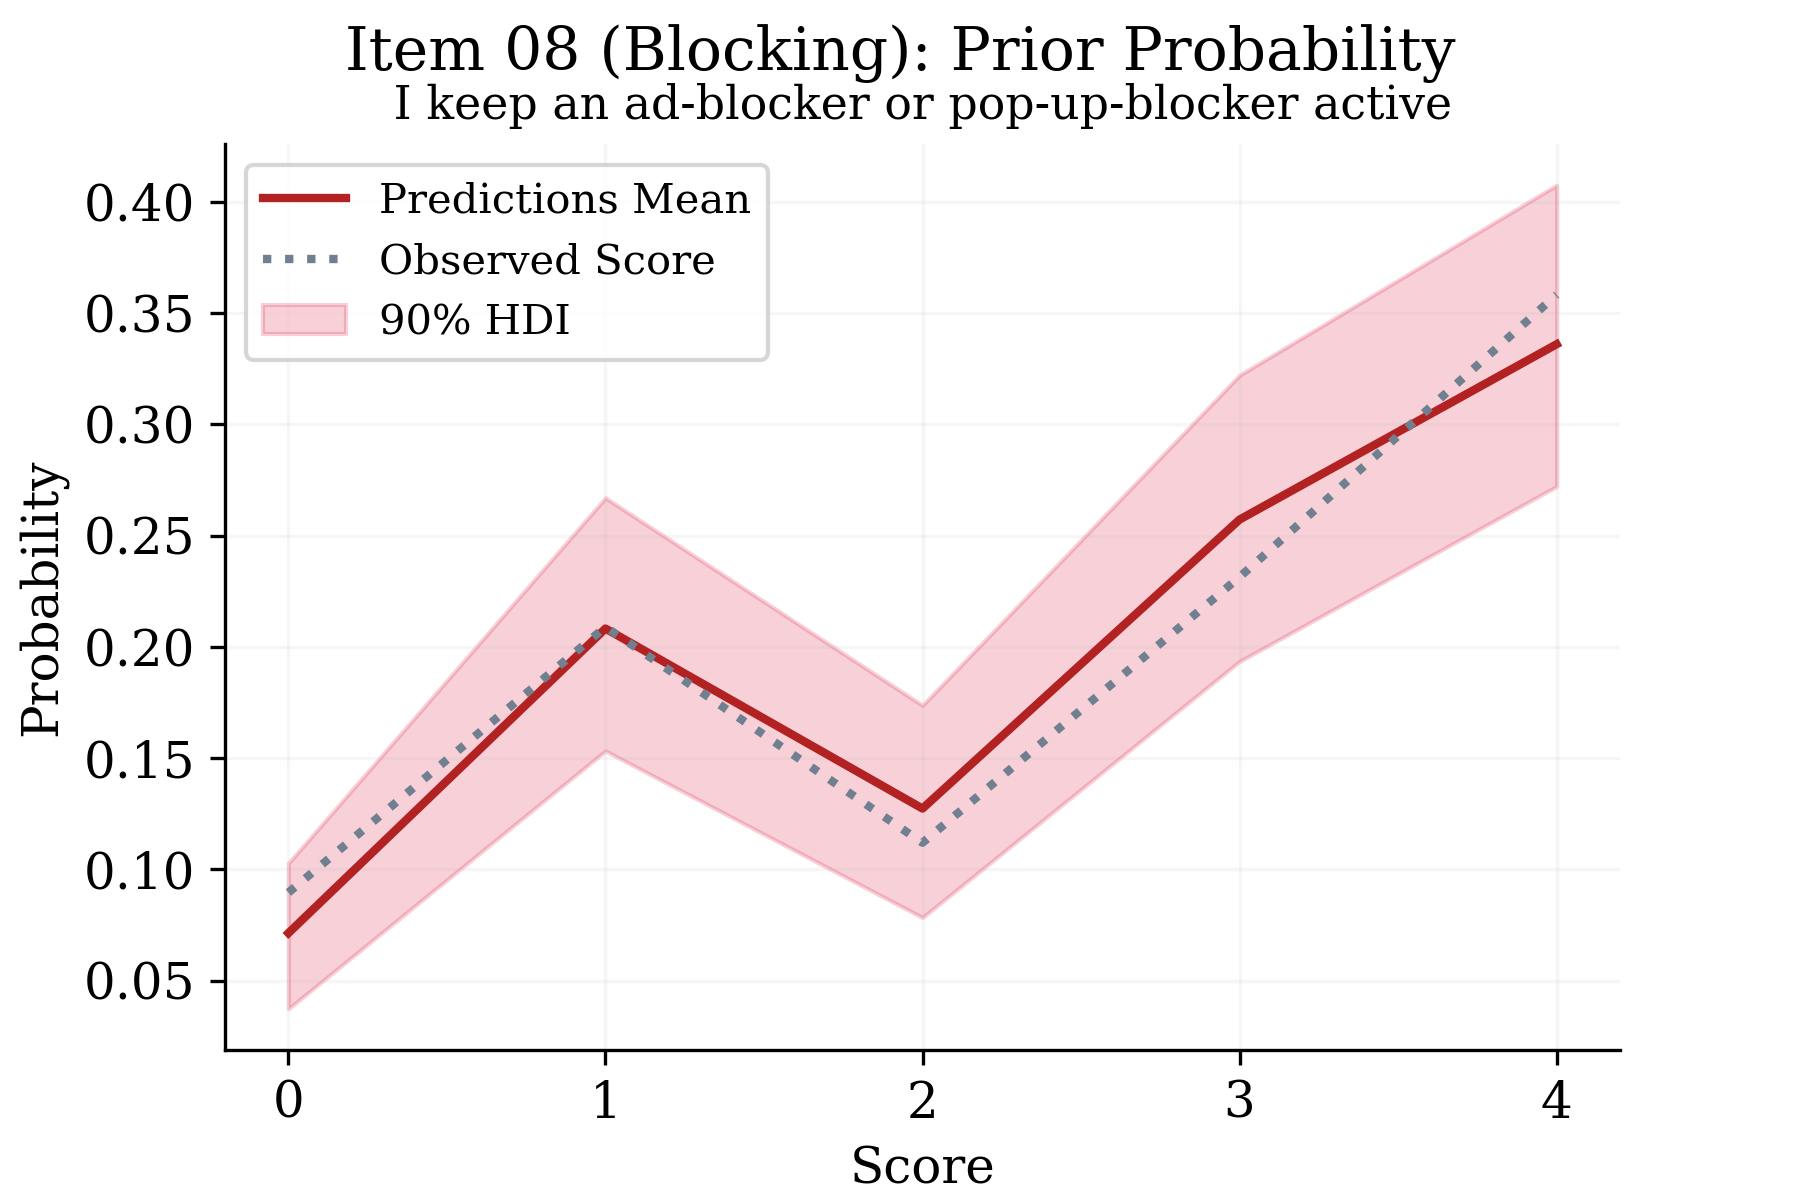 Item 08 (Blocking): Prior Probability
I keep an ad-blocker or pop-up-blocker active
Predictions Mean
Observed Score
90% HDI
0.40
0.35
0.30
0.25
0.20
0.15
0.10
0.05
Probability
0 1 2 3 4
Score